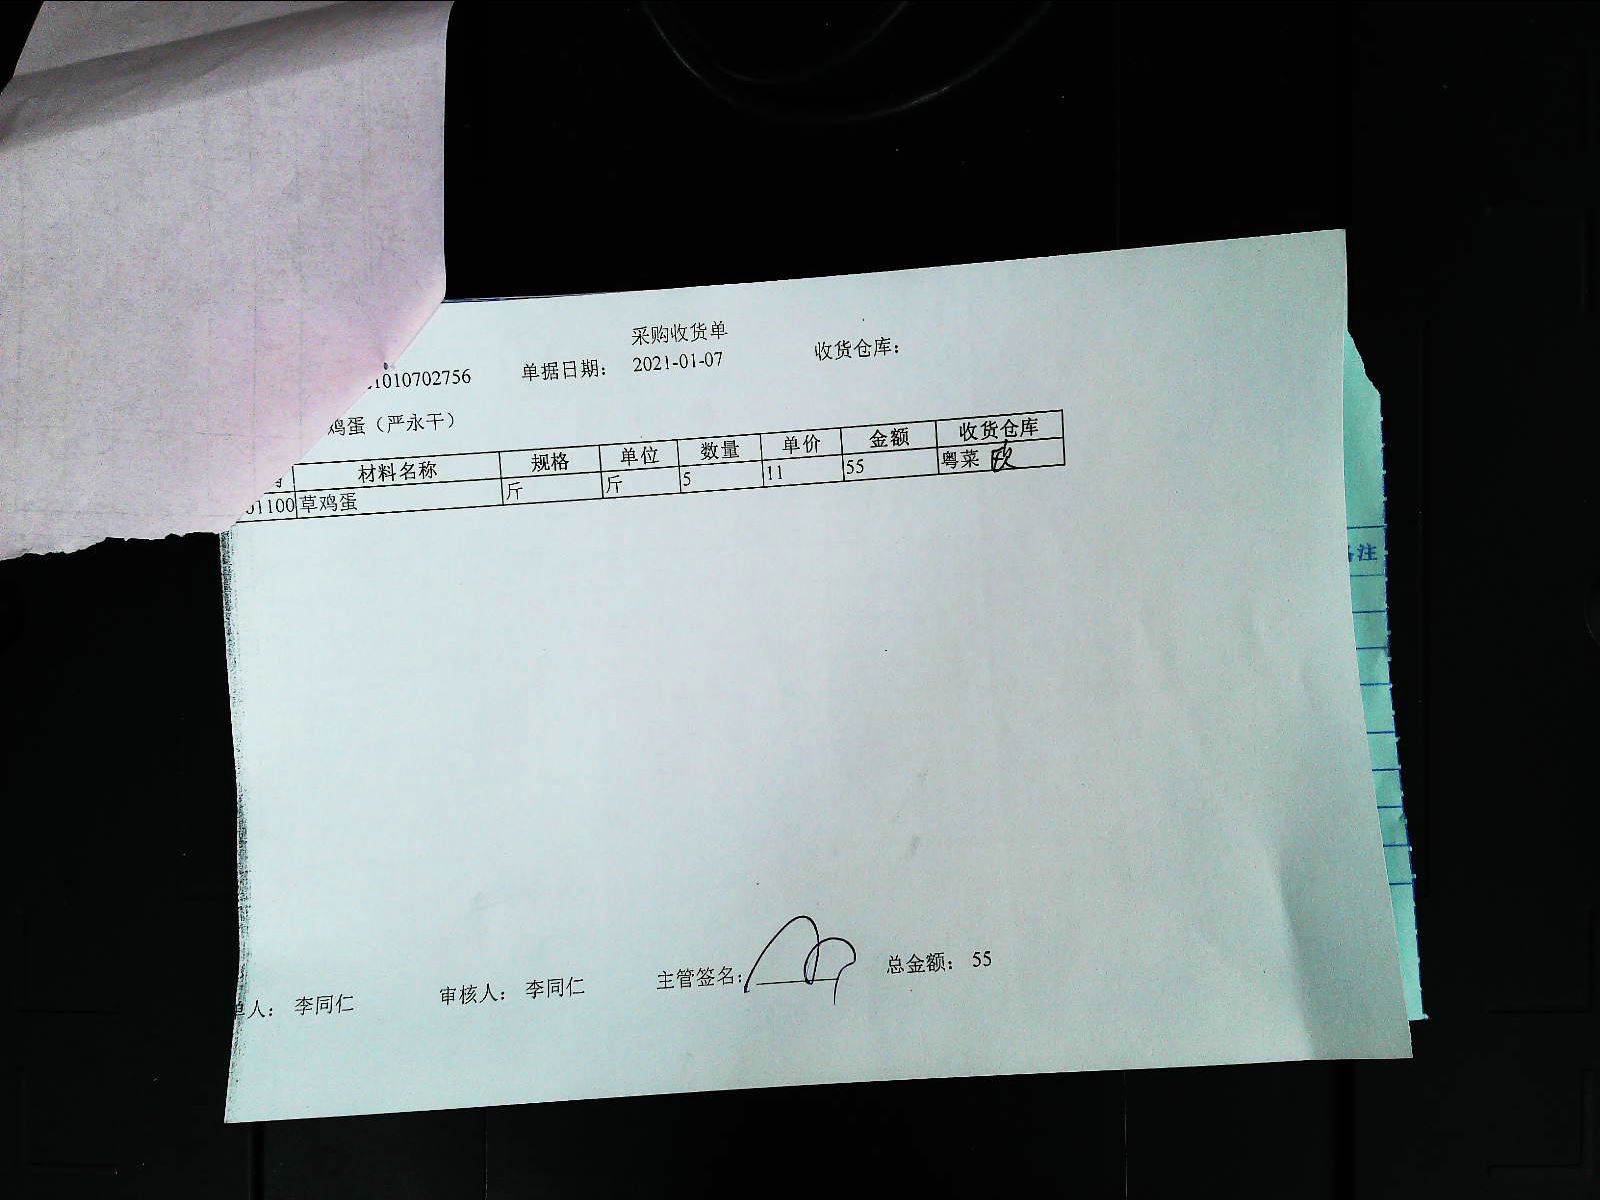 采购收货单
1010702756 单据日期： 2021-01-07 收货仓库：
鸡蛋（严永干）
材料名称 规格 单位 数量 单价 金额 收货仓库
01100 草鸡蛋 斤 斤 5 11 55 粤菜
人： 李同仁 审核人： 李同仁 主管签名： 总金额： 55
注